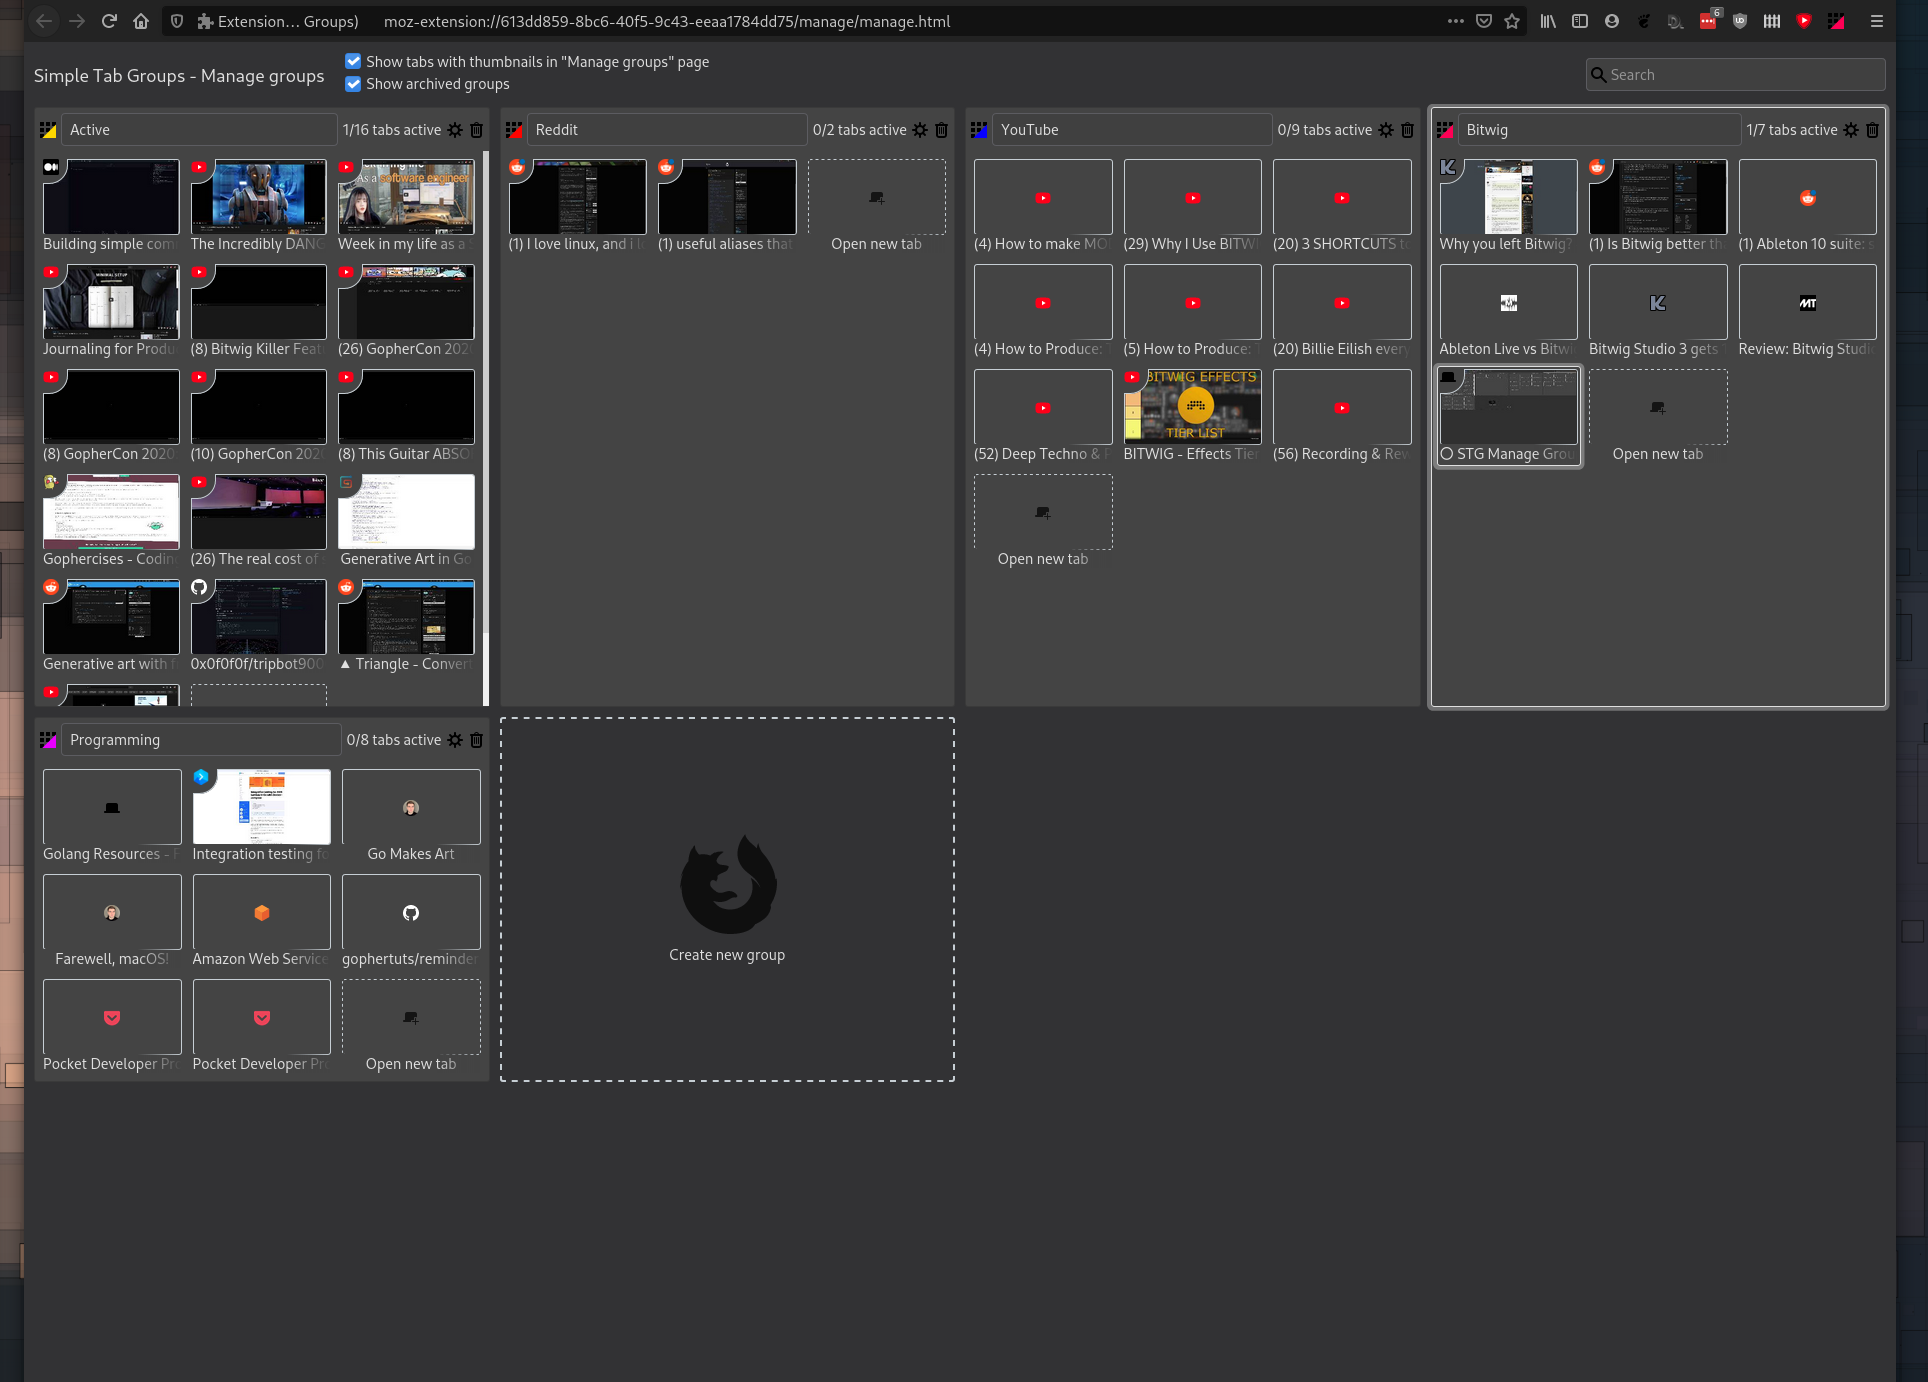 Extension… Groups)
moz-extension://613dd859-8bc6-40f5-9c43-eeaa1784dd75/manage/manage.html
6
Simple Tab Groups - Manage groups
Show tabs with thumbnails in "Manage groups" page
Show archived groups
Search
Active
1/16 tabs active
Building simple com
The Incredibly DANG
Week in my life as a
As a software engineer
Journaling for Produ
(8) Bitwig Killer Feat
(26) GopherCon 202
MINIMAL SETUP
(8) GopherCon 2020
(10) GopherCon 202
(8) This Guitar ABSO
Gophercises - Codin
(26) The real cost of
Generative Art in Go
Generative art with
0x0f0f0f/tripbot900
▲ Triangle - Convert
Reddit
0/2 tabs active
(1) I love linux, and i l
(1) useful aliases that
Open new tab
YouTube
0/9 tabs active
(4) How to make MO
(29) Why I Use BITW
(20) 3 SHORTCUTS t
(4) How to Produce:
(5) How to Produce:
(20) Billie Eilish every
BITWIG EFFECTS
TIER LIST
(52) Deep Techno &
BITWIG - Effects Tier
(56) Recording & Rev
Open new tab
Bitwig
1/7 tabs active
Why you left Bitwig?
(1) Is Bitwig better th
(1) Ableton 10 suite: s
Ableton Live vs Bitwi
Bitwig Studio 3 gets
Review: Bitwig Studi
MT
STG Manage Grou
Open new tab
Programming
0/8 tabs active
Golang Resources -
Integration testing fo
Go Makes Art
Farewell, macOS!
Amazon Web Service
gophertuts/reminder
Pocket Developer Pr
Pocket Developer Pr
Open new tab
Create new group